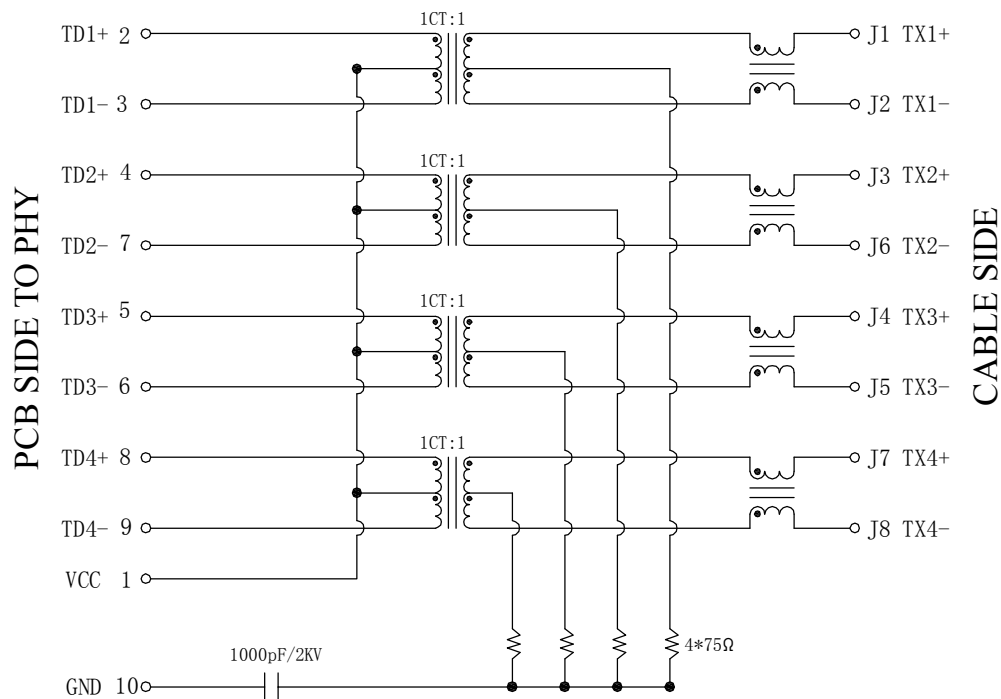 1CT:1
TD1+ 2
J1 TX1+
TD1- 3
J2 TX1-
1CT:1
TD2+ 4
J3 TX2+
TD2- 7
J6 TX2-
PCB SIDE TO PHY
CABLE SIDE
1CT:1
TD3+ 5
J4 TX3+
TD3- 6
J5 TX3-
1CT:1
TD4+ 8
J7 TX4+
TD4- 9
J8 TX4-
VCC 1
4*75Ω
1000pF/2KV
GND 10